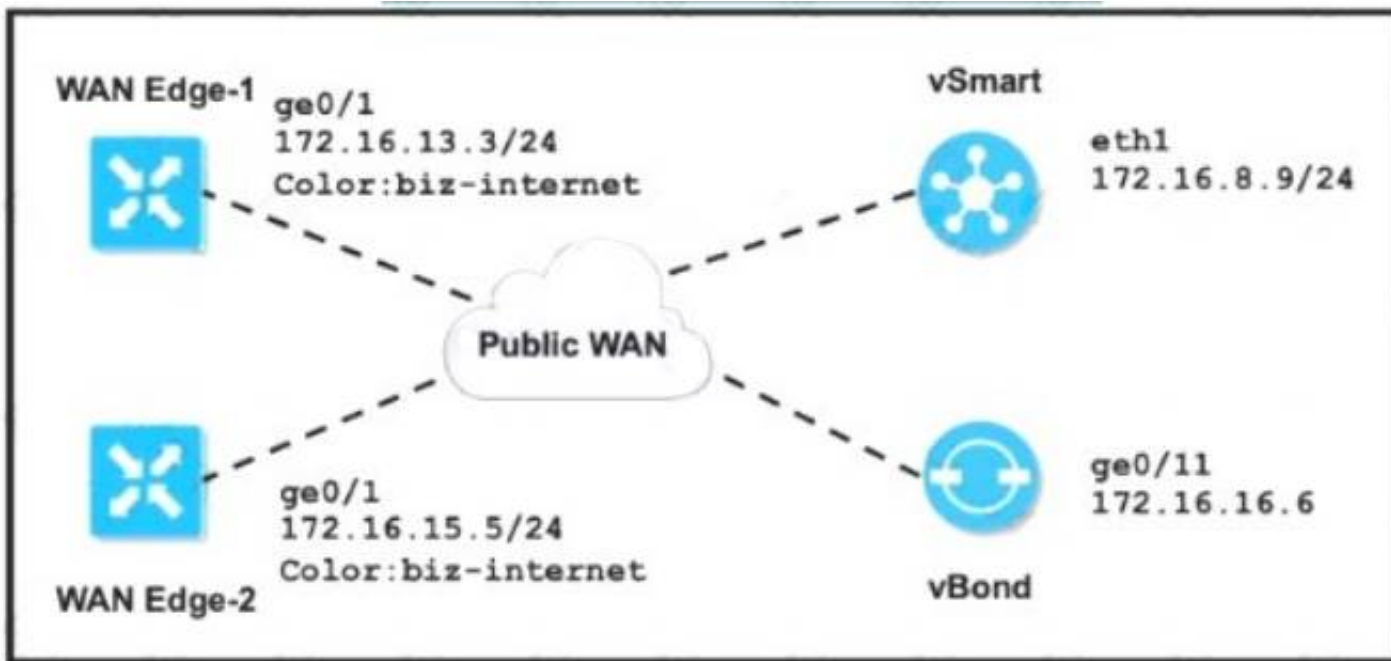 WAN Edge-1
ge0/1
172.16.13.3/24
Color:biz-internet
vSmart
eth1
172.16.8.9/24
Public WAN
ge0/1
172.16.15.5/24
Color:biz-internet
WAN Edge-2
ge0/11
172.16.16.6
vBond